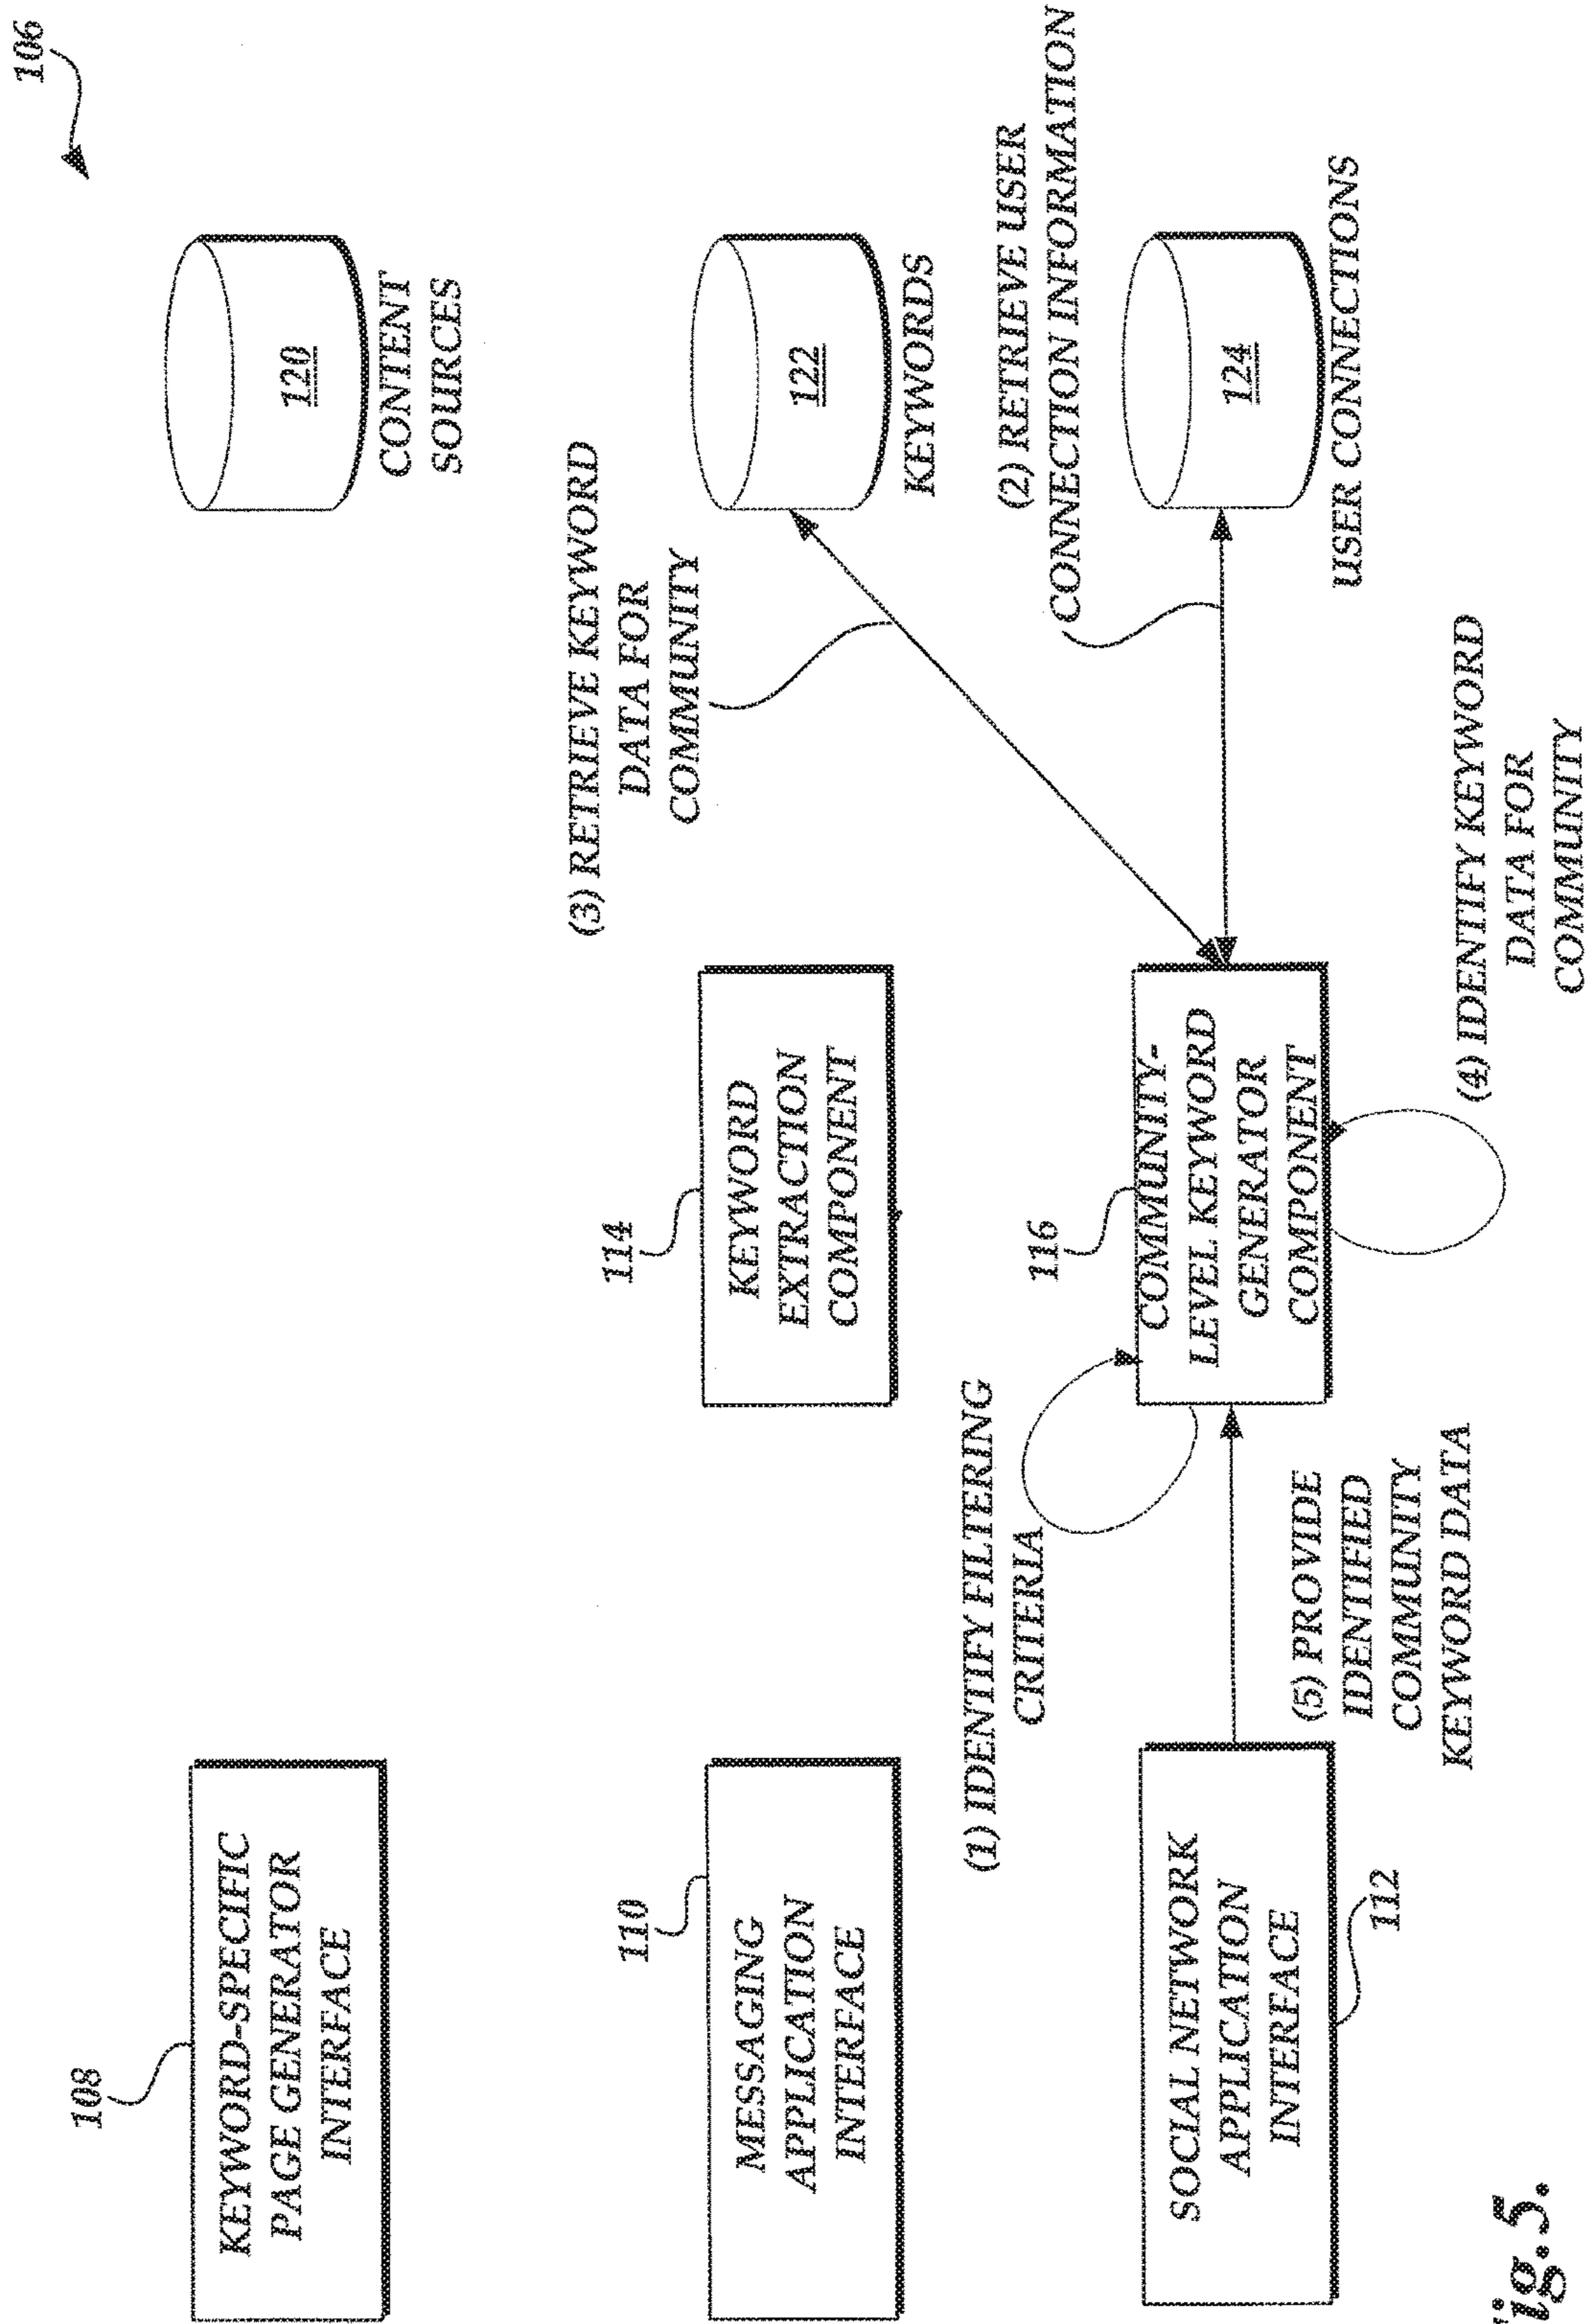 106
108
KEYWORD-SPECIFIC
PAGE GENERATOR
INTERFACE
120
CONTENT
SOURCES
110
MESSAGING
APPLICATION
INTERFACE
114
KEYWORD
EXTRACTION
COMPONENT
(3) RETRIEVE KEYWORD
DATA FOR
COMMUNITY
122
KEYWORDS
(1) IDENTIFY FILTERING
CRITERIA
116
COMMUNITY-
LEVEL KEYWORD
GENERATOR
COMPONENT
(2) RETRIEVE USER
CONNECTION INFORMATION
124
USER CONNECTIONS
SOCIAL NETWORK
APPLICATION
INTERFACE
112
(5) PROVIDE
IDENTIFIED
COMMUNITY
KEYWORD DATA
(4) IDENTIFY KEYWORD
DATA FOR
COMMUNITY
ig.5.